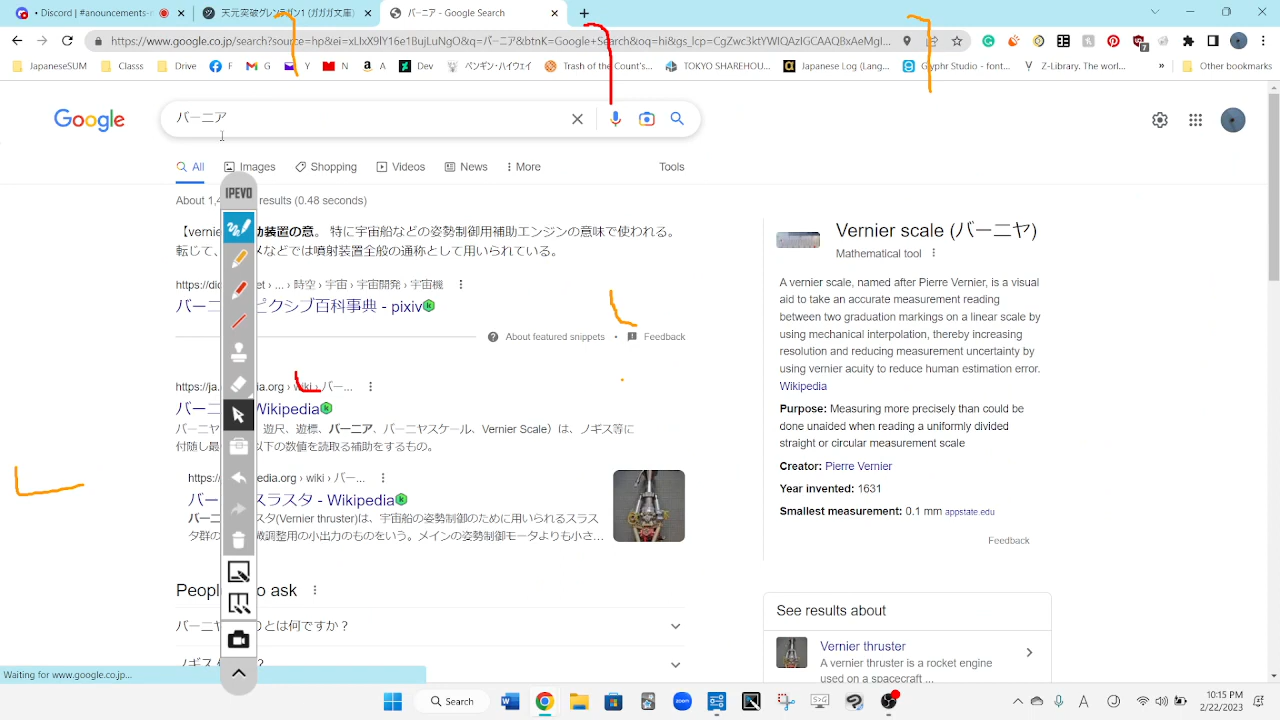 • Discord | #announcements-
天元突破グレンラガン1 (ガガガ文庫)
バーニア - Google Search
https://www.google.co.jp/search?source=hp&ei=xLlxX9lY16e1BujLuNgO&q=バーニア&btnK=Google+Search&oq=hi&gs_lcp=CgZwc3ktYWIQAzIGCAAQBxAeMgI...
7
JapaneseSUM
Classs
Drive
G
Y
N
A
Dev
ペンギン・ハイウェイ
Trash of the Count's...
TOKYO SHAREHOU...
Japanese Log (Lang...
Glyphr Studio - font...
Z-Library. The worl...
»
Other bookmarks
Google
バーニア
All
Images
Shopping
Videos
News
More
Tools
About 1,4
results (0.48 seconds)
【vernie
助装置の意。 特に宇宙船などの姿勢制御用補助エンジンの意味で使われる。
転じて、
などでは噴射装置全般の通称として用いられている。
https://dic
et › ... › 時空 › 宇宙 › 宇宙開発 › 宇宙機
バーニ
ピクシブ百科事典 - pixiv
About featured snippets
•
Feedback
https://ja.
ia.org › wiki › バー...
バーニ
Wikipedia
バーニヤ
遊尺、遊標、バーニア、バーニヤスケール、Vernier Scale）は、ノギス等に
付随し最
以下の数値を読取る補助をするもの。
https://
pedia.org › wiki › バー...
バー
スラスタ - Wikipedia
バーニ
スタ(Vernier thruster)は、宇宙船の姿勢制御のために用いられるスラス
タ群の
微調整用の小出力のものをいう。メインの姿勢制御モータよりも小さ...
People
o ask
バーニヤ
りとは何ですか？
ノギス
？
Vernier scale (バーニヤ)
Mathematical tool
A vernier scale, named after Pierre Vernier, is a visual
aid to take an accurate measurement reading
between two graduation markings on a linear scale by
using mechanical interpolation, thereby increasing
resolution and reducing measurement uncertainty by
using vernier acuity to reduce human estimation error.
Wikipedia
Purpose: Measuring more precisely than could be
done unaided when reading a uniformly divided
straight or circular measurement scale
Creator: Pierre Vernier
Year invented: 1631
Smallest measurement: 0.1 mm appstate.edu
Feedback
See results about
Vernier thruster
A vernier thruster is a rocket engine
used on a spacecraft ...
IPEVO
Waiting for www.google.co.jp...
Search
zoom
A
10:15 PM
2/22/2023